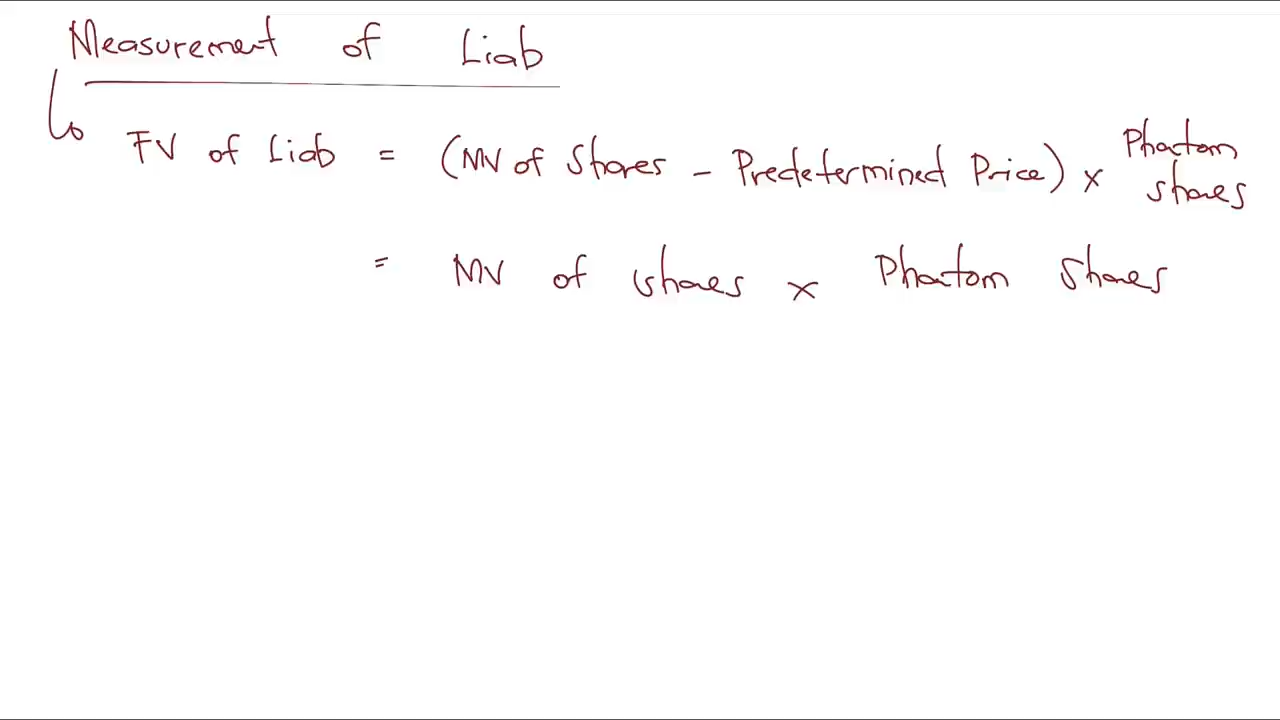 Measurement of Liab
FV of Liab = (MV of Shares - Predetermined Price) x Phantom shares
= MV of shares x Phantom Shares